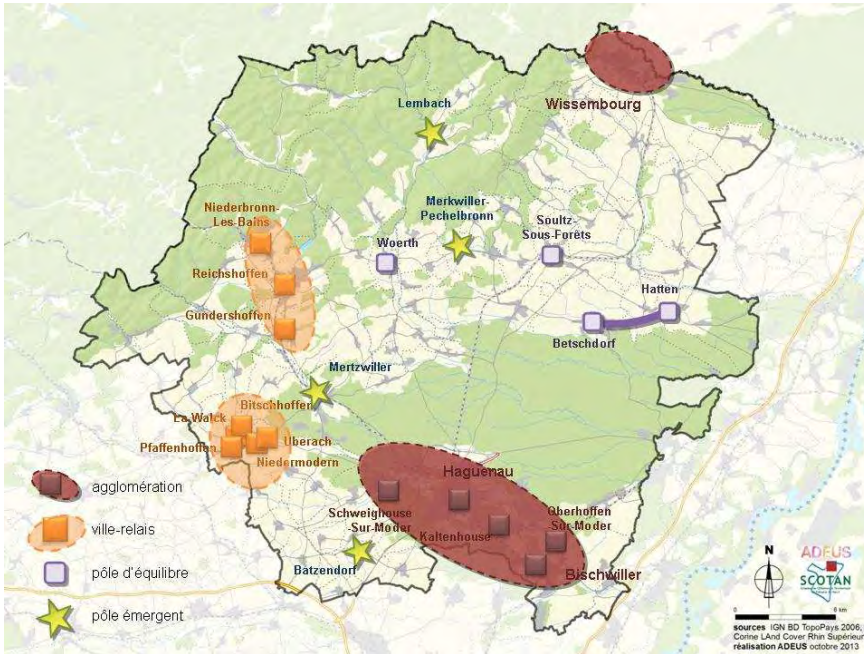 Lembach
Wissembourg
Niederbronn-
Les-Bains
Merkwiller-
Pechelbronn
Soultz-
Sous-Forêts
Woerth
Reichshoffen
Hatten
Gundershoffen
Betschdorf
Mertzwiller
Bitschhoffen
La-Walck
Pfaffenhoffen
Uberach
Niedermodern
Haguenau
Schweighouse
-Sur-Moder
Oberhoffen
-Sur-Moder
Kaltenhouse
Batzendorf
Bischwiller
agglomération
ville-relais
pôle d'équilibre
pôle émergent
N
ADEUS
SCOTAN
0
6 km
sources IGN BD TopoPays 2006,
Corine LAnd Cover Rhin Supérieur
réalisation ADEUS octobre 2013